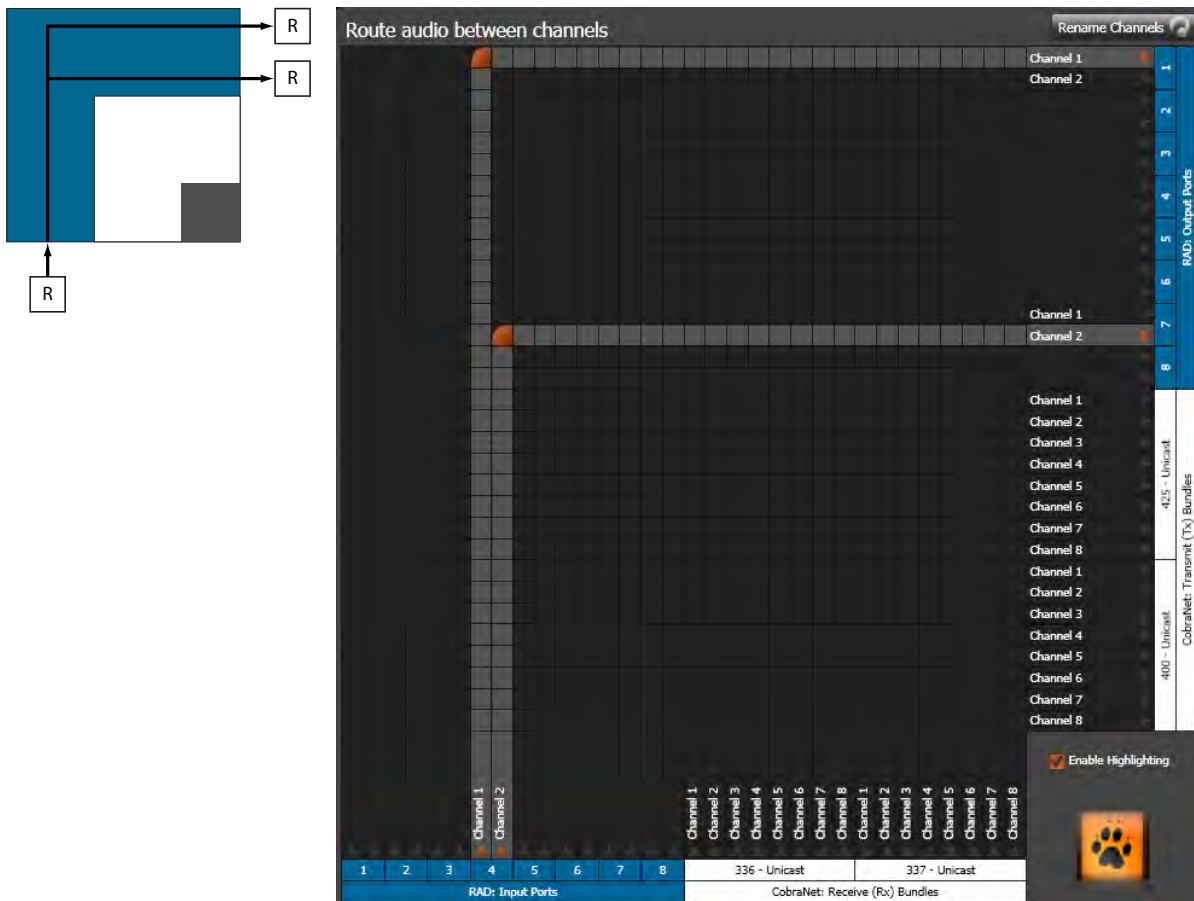 R
R
R
Route audio between channels
Rename Channels
Channel 1
Channel 2
Channel 1
Channel 2
Channel 1
Channel 2
Channel 3
Channel 4
Channel 5
Channel 6
Channel 7
Channel 8
Channel 1
Channel 2
Channel 3
Channel 4
Channel 5
Channel 6
Channel 7
Channel 8
1
2
3
4
5
6
7
8
RAD: Output Ports
425 - Unicast
400 - Unicast
CobraNet: Transmit (Tx) Bundles
Enable Highlighting
Channel 1
Channel 2
Channel 1
Channel 2
Channel 3
Channel 4
Channel 5
Channel 6
Channel 7
Channel 8
Channel 1
Channel 2
Channel 3
Channel 4
Channel 5
Channel 6
Channel 7
Channel 8
1 2 3 4 5 6 7 8
336 - Unicast
337 - Unicast
RAD: Input Ports
CobraNet: Receive (Rx) Bundles